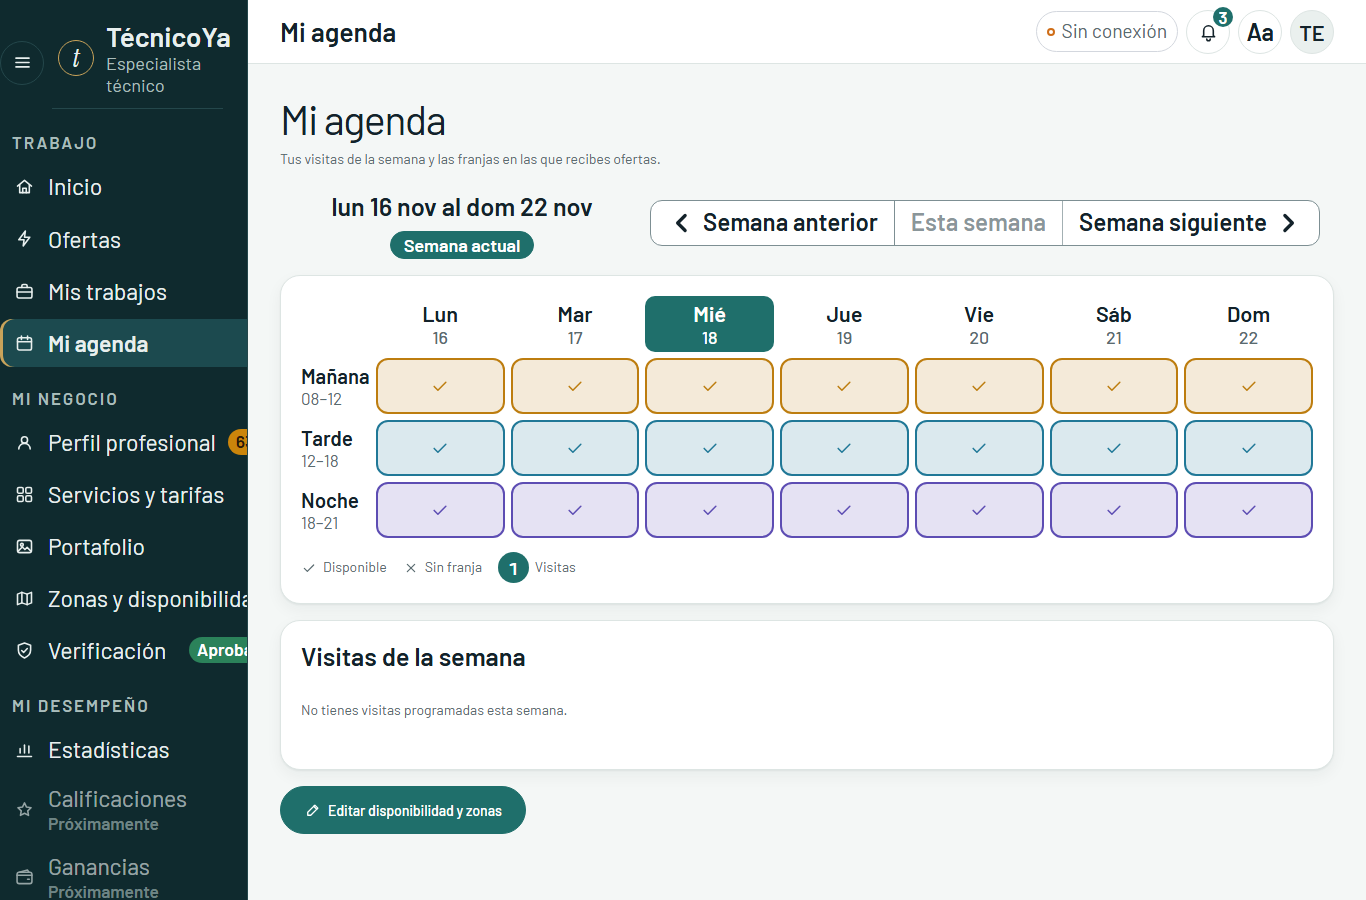 t
TécnicoYa
Especialista
técnico
TRABAJO
Inicio
Ofertas
Mis trabajos
Mi agenda
MI NEGOCIO
Perfil profesional
Servicios y tarifas
Portafolio
Zonas y disponibilida
Verificación Aproba
MI DESEMPEÑO
Estadísticas
Calificaciones
Próximamente
Ganancias
Próximamente
Mi agenda
Sin conexión
3
Aa
TE
Mi agenda
Tus visitas de la semana y las franjas en las que recibes ofertas.
lun 16 nov al dom 22 nov
Semana actual
Semana anterior
Esta semana
Semana siguiente
Lun Mar Mié Jue Vie Sáb Dom
16 17 18 19 20 21 22
Mañana
08–12
Tarde
12–18
Noche
18–21
Disponible Sin franja 1 Visitas
Visitas de la semana
No tienes visitas programadas esta semana.
Editar disponibilidad y zonas